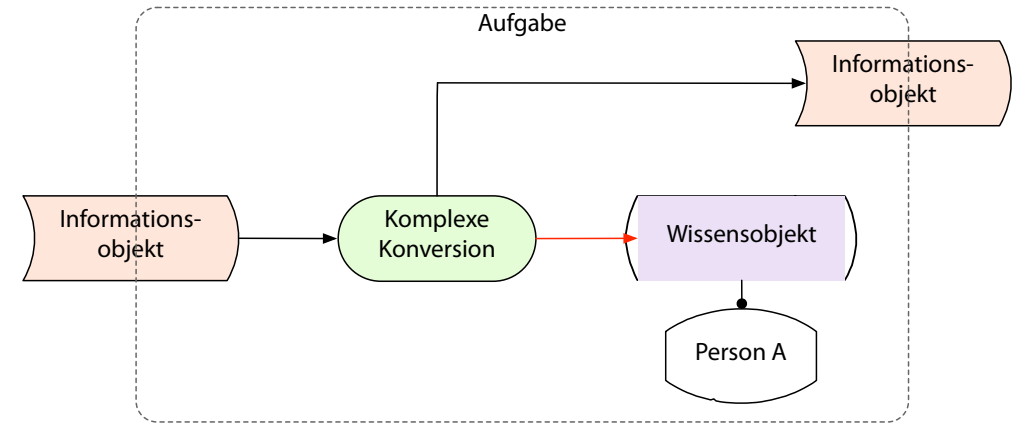 Aufgabe
Informations-
objekt
Informations-
objekt
Komplexe
Konversion
Wissensobjekt
Person A